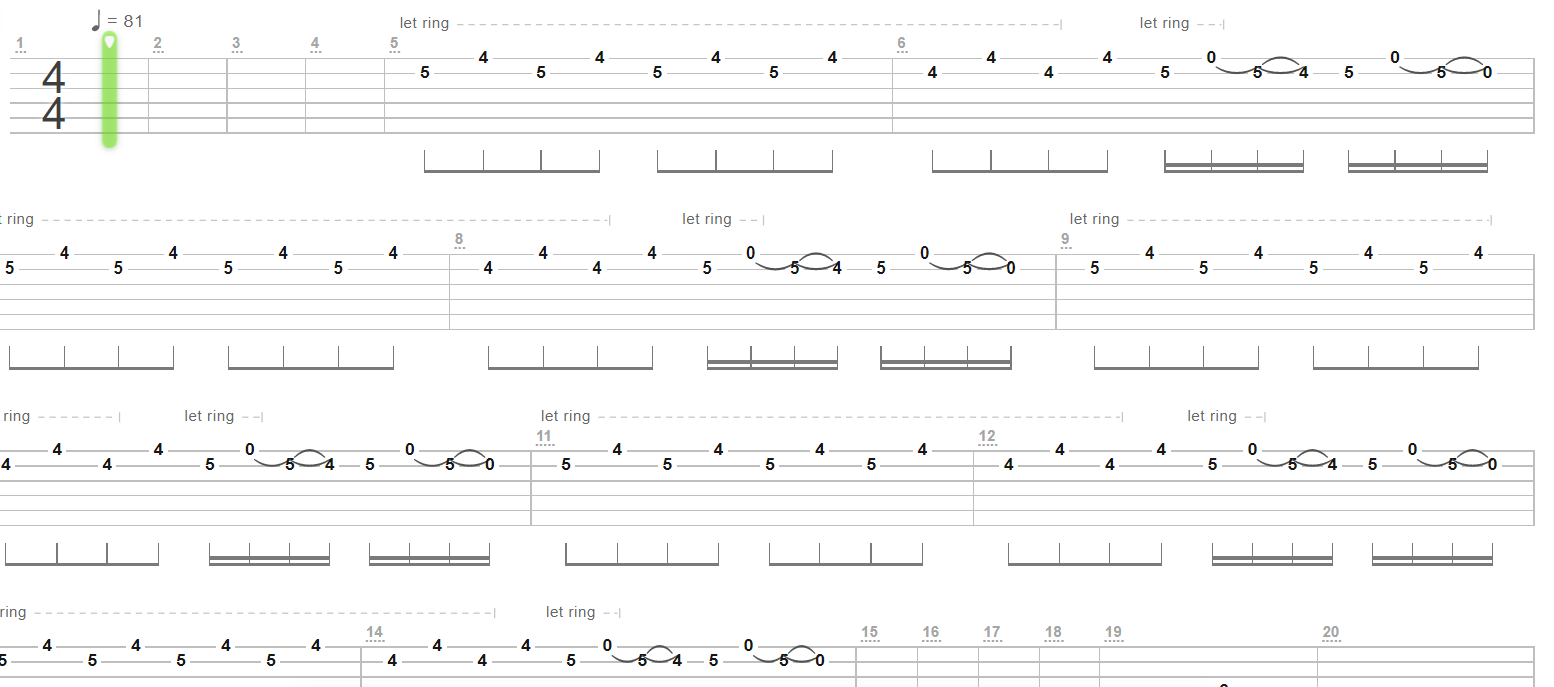 ♩ = 81 let ring let ring
1 2 3 4 5 6
4 4 4 4 4 4 0 0
4 5 5 5 5 4 4 5 5 4 5 5 0
4
ring let ring let ring
8 9
4 4 4 4 4 4 0 0 4 4 4 4
5 5 5 5 4 4 5 5 4 5 5 0 5 5 5 5
ring let ring let ring let ring
11 12
4 4 0 0 4 4 4 4 4 4 0 0
4 4 5 5 4 5 5 0 5 5 5 5 4 4 5 5 4 5 5 0
ring let ring
14 15 16 17 18 19 20
4 4 4 4 4 4 0 0
5 5 5 5 4 4 5 5 4 5 5 0